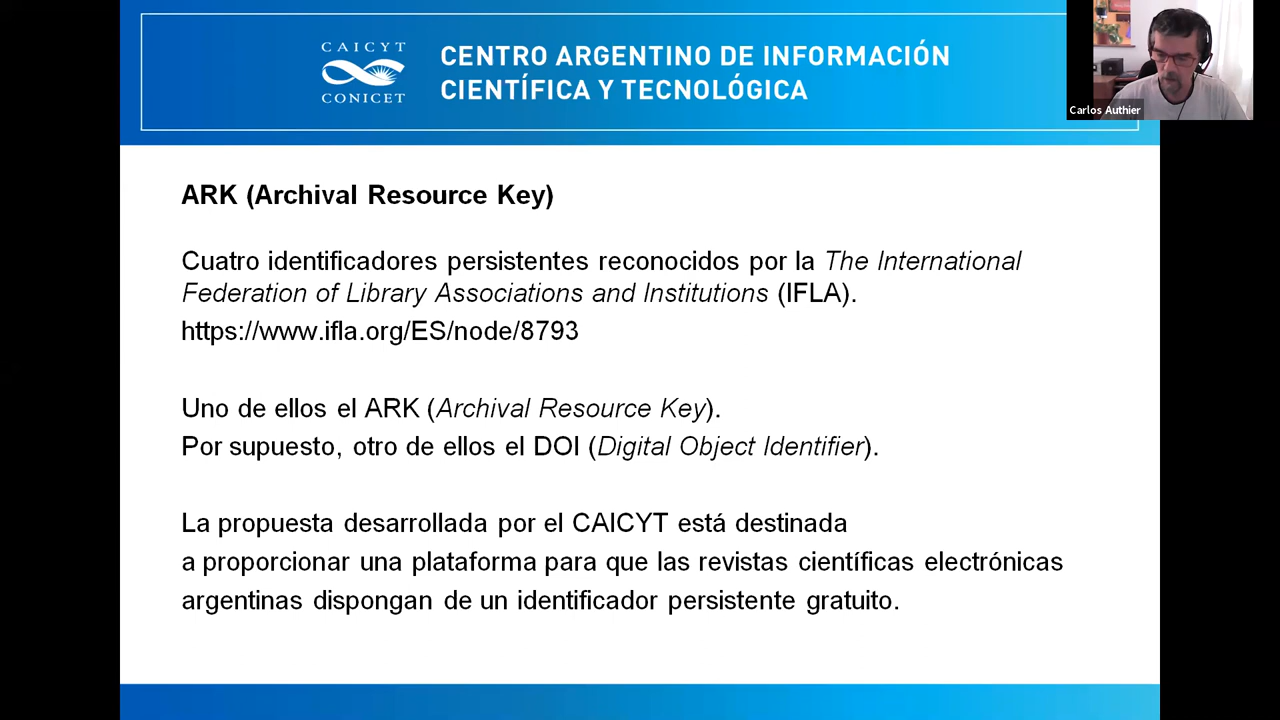 CAICYT
CONICET
CENTRO ARGENTINO DE INFORMACIÓN
CIENTÍFICA Y TECNOLÓGICA
Carlos Authier
ARK (Archival Resource Key)
Cuatro identificadores persistentes reconocidos por la The International
Federation of Library Associations and Institutions (IFLA).
https://www.ifla.org/ES/node/8793
Uno de ellos el ARK (Archival Resource Key).
Por supuesto, otro de ellos el DOI (Digital Object Identifier).
La propuesta desarrollada por el CAICYT está destinada
a proporcionar una plataforma para que las revistas científicas electrónicas
argentinas dispongan de un identificador persistente gratuito.